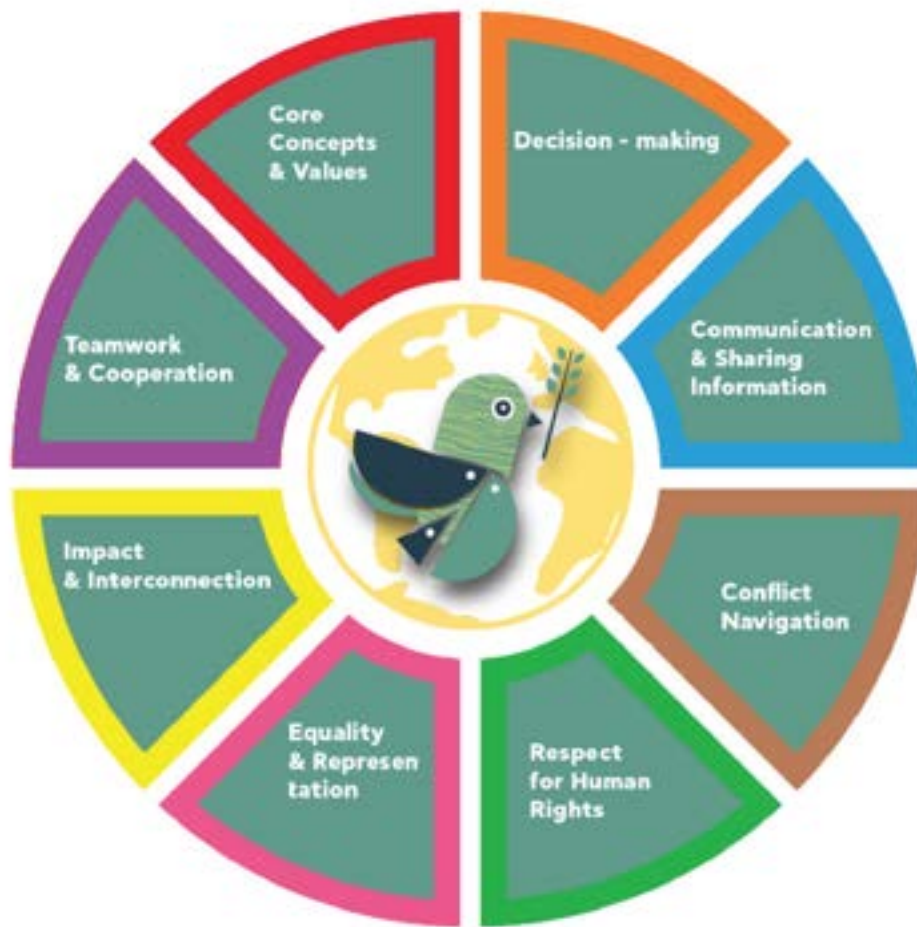 Core
Concepts
& Values
Decision - making
Communication
& Sharing
Information
Conflict
Navigation
Respect
for Human
Rights
Equality
& Represen
tation
Impact
& Interconnection
Teamwork
& Cooperation